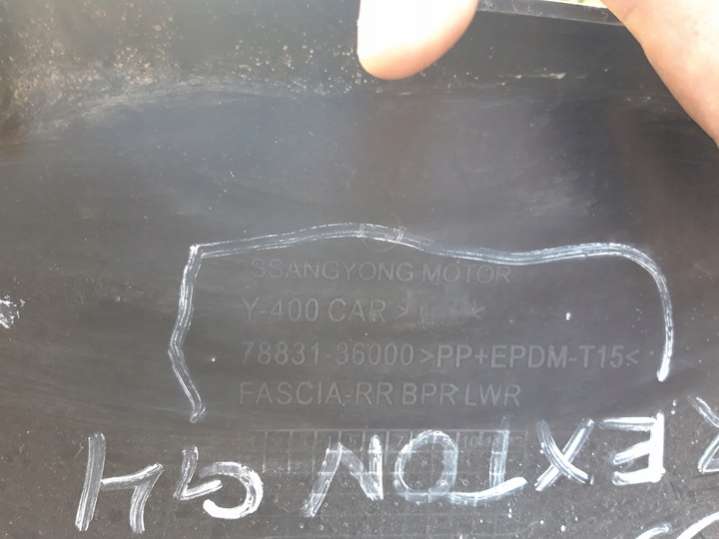 SSANGYONG MOTOR
Y-400 CAR
78831-36000 >PP+EPDM-T15<
FASCIA-RR BPR LWR
REXTON G4